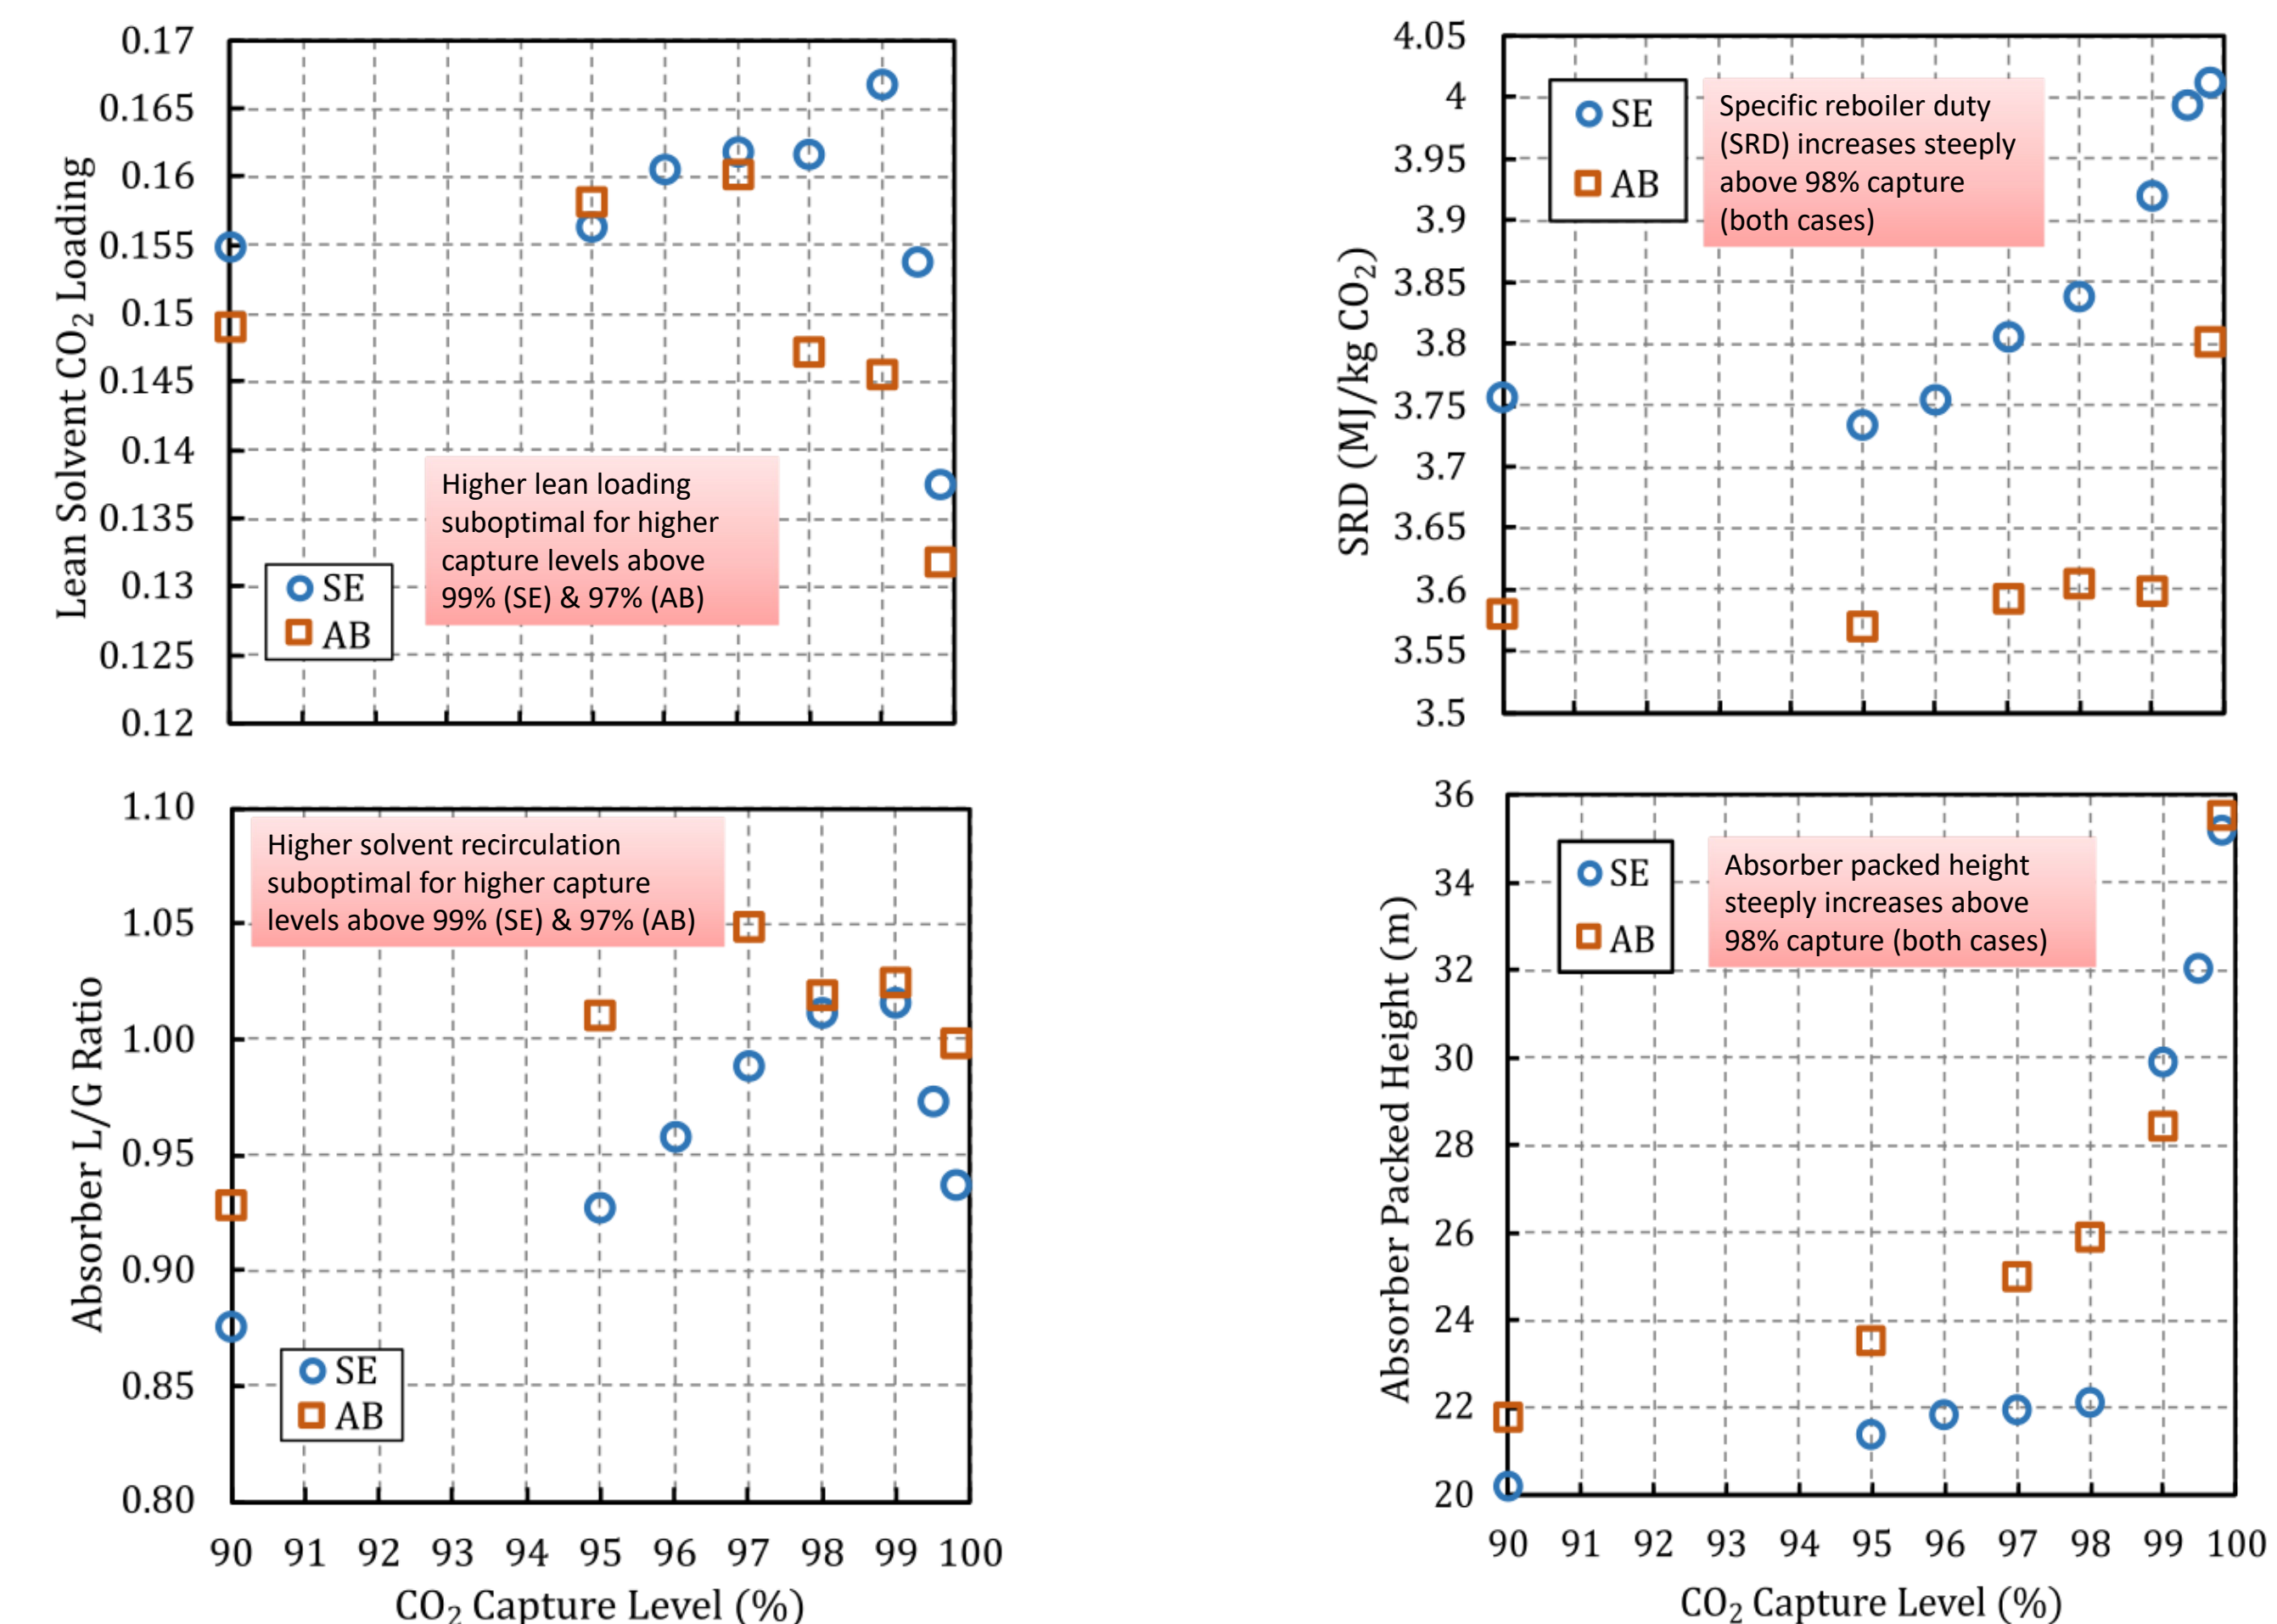 Lean Solvent CO₂ Loading
0.17
0.165
0.16
0.155
0.15
0.145
0.14
0.135
0.13
0.125
0.12
Higher lean loading
suboptimal for higher
capture levels above
99% (SE) & 97% (AB)
SE
AB
SRD (MJ/kg CO₂)
4.05
4
3.95
3.9
3.85
3.8
3.75
3.7
3.65
3.6
3.55
3.5
SE
AB
Specific reboiler duty
(SRD) increases steeply
above 98% capture
(both cases)
Absorber L/G Ratio
1.10
1.05
1.00
0.95
0.90
0.85
0.80
Higher solvent recirculation
suboptimal for higher capture
levels above 99% (SE) & 97% (AB)
SE
AB
90 91 92 93 94 95 96 97 98 99 100
CO₂ Capture Level (%)
Absorber Packed Height (m)
36
34
32
30
28
26
24
22
20
SE
AB
Absorber packed height
steeply increases above
98% capture (both cases)
90 91 92 93 94 95 96 97 98 99 100
CO₂ Capture Level (%)